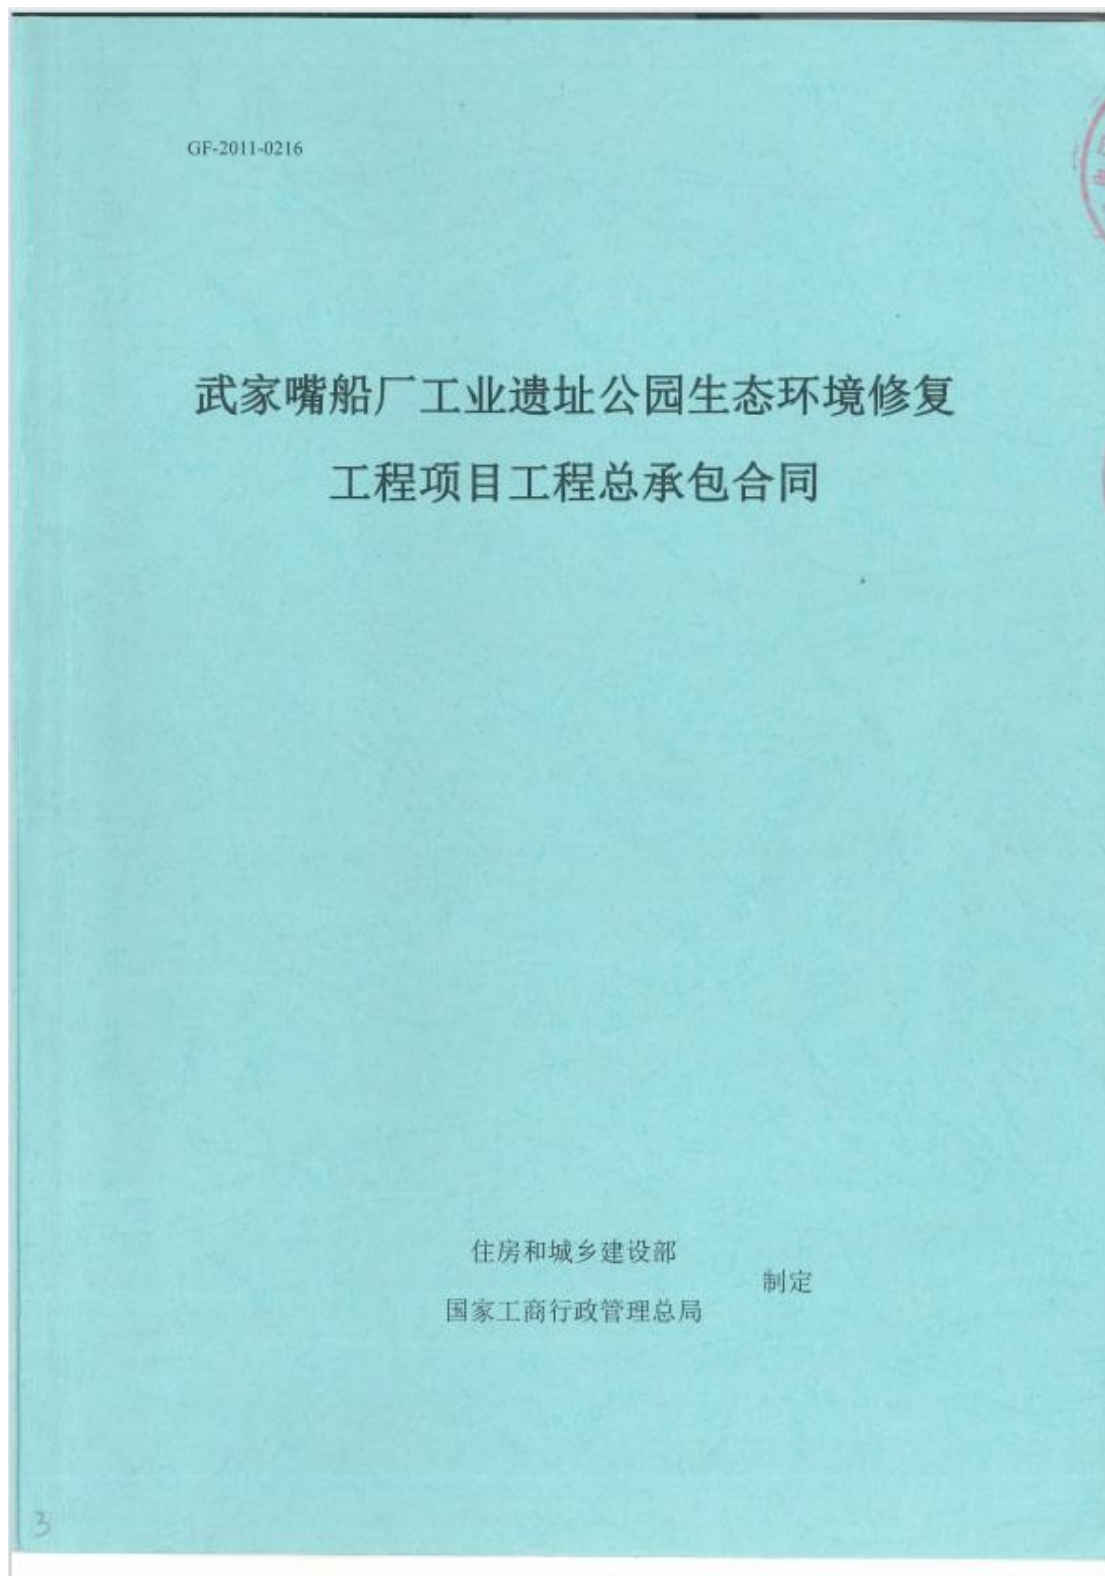 GF-2011-0216
武家嘴船厂工业遗址公园生态环境修复
工程项目工程总承包合同
住房和城乡建设部
制定
国家工商行政管理总局
3